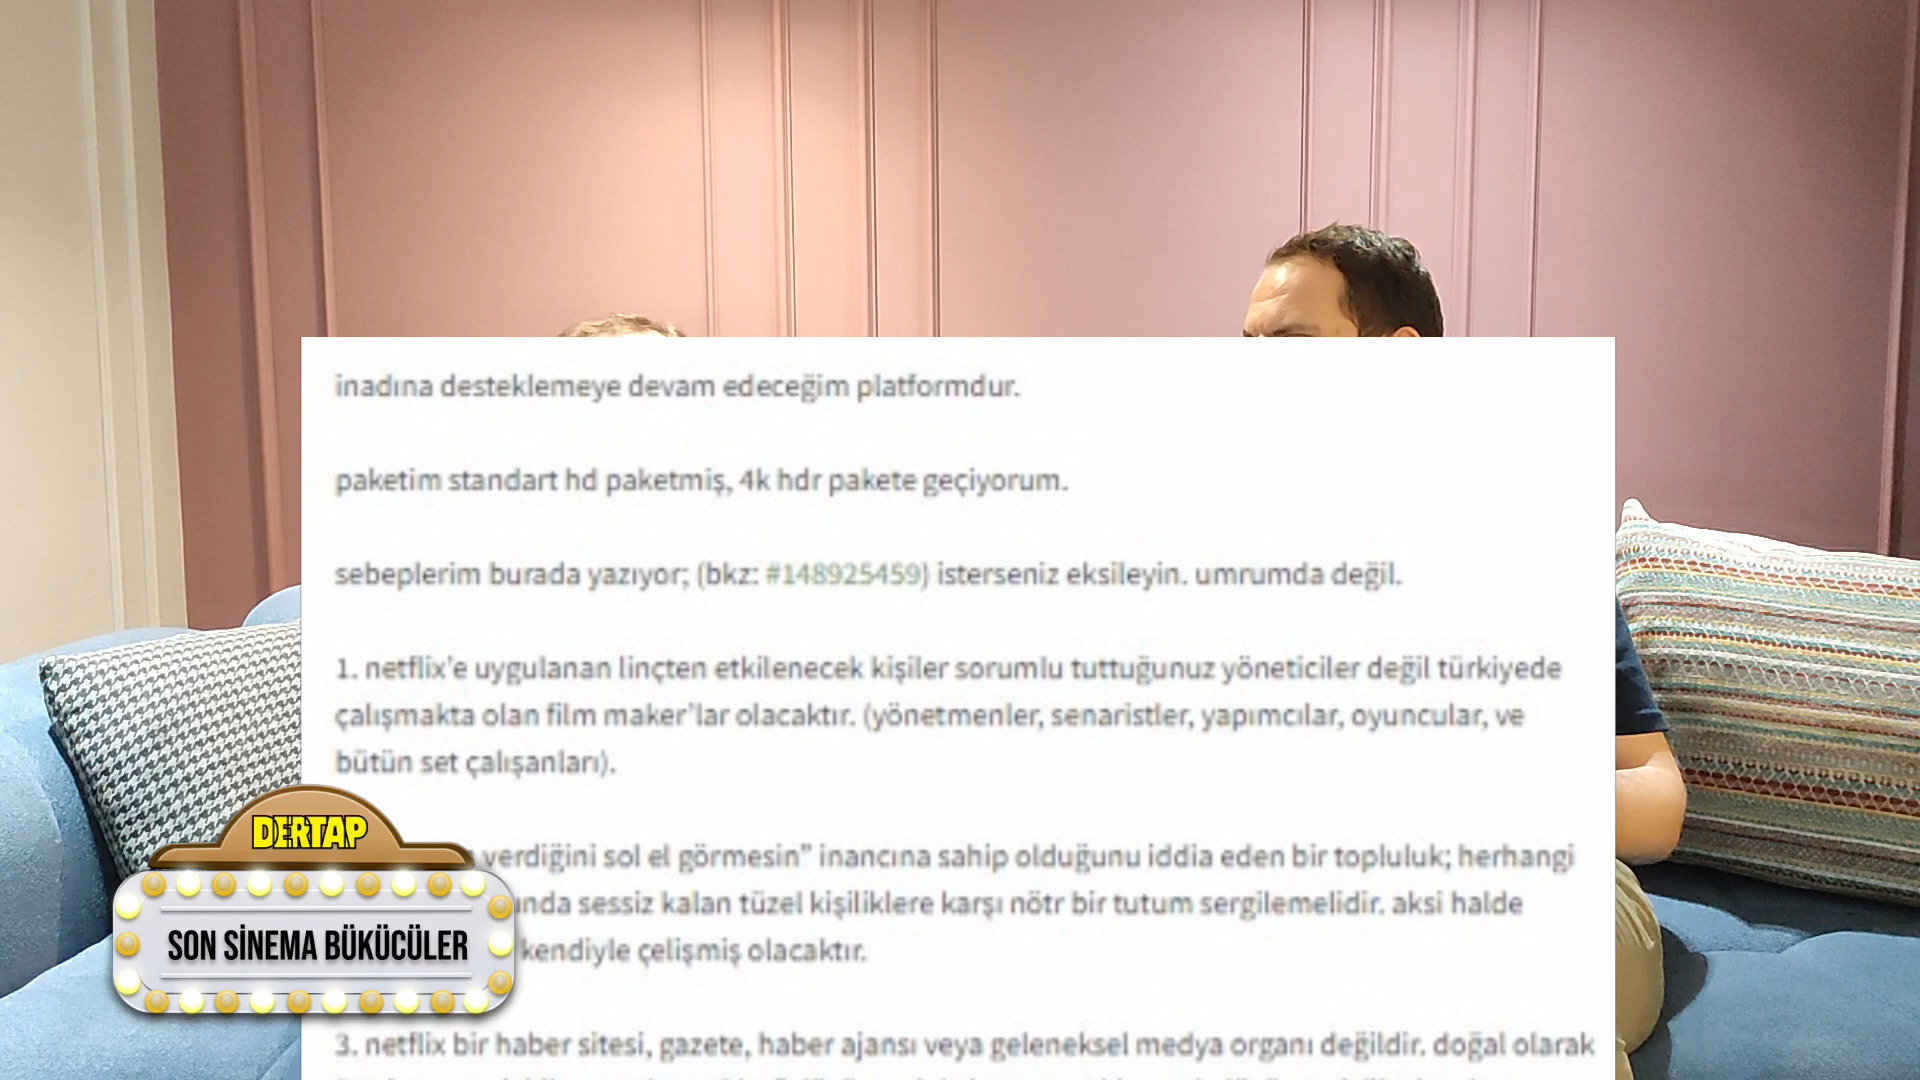 inadına desteklemeye devam edeceğim platformdur.
paketim standart hd paketmiş, 4k hdr pakete geçiyorum.
sebeplerim burada yazıyor; (bkz: #148925459) isterseniz eksileyin. umrumda değil.
1. netflix'e uygulanan linçten etkilenecek kişiler sorumlu tuttuğunuz yöneticiler değil türkiyede
çalışmakta olan film maker'lar olacaktır. (yönetmenler, senaristler, yapımcılar, oyuncular, ve
bütün set çalışanları).
verdiğini sol el görmesin" inancına sahip olduğunu iddia eden bir topluluk; herhangi
sessiz kalan tüzel kişiliklere karşı nötr bir tutum sergilemelidir. aksi halde
kendiyle çelişmiş olacaktır.
3. netflix bir haber sitesi, gazete, haber ajansı veya geleneksel medya organı değildir. doğal olarak
DERTAP
SON SİNEMA BÜKÜCÜLER